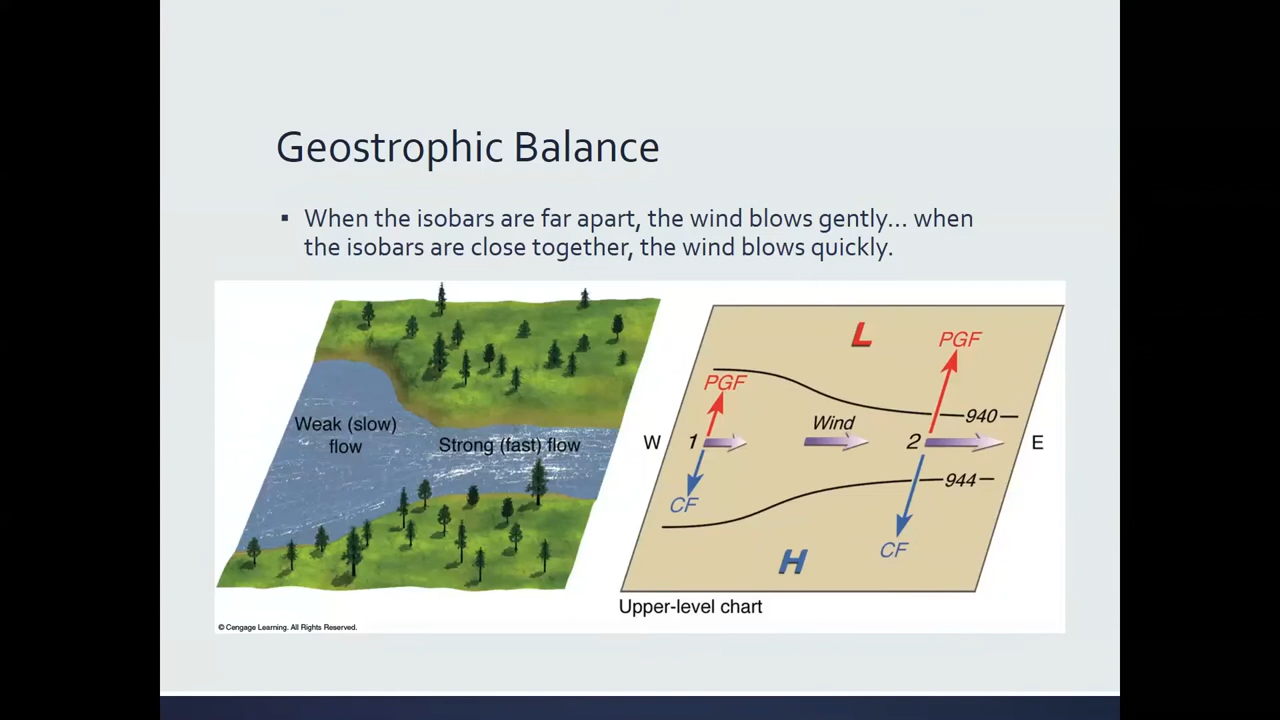 Geostrophic Balance
▪ When the isobars are far apart, the wind blows gently... when
the isobars are close together, the wind blows quickly.
Weak (slow)
flow
Strong (fast) flow
© Cengage Learning. All Rights Reserved.
L
PGF
PGF
940
Wind
W
1
2
E
944
CF
CF
H
Upper-level chart